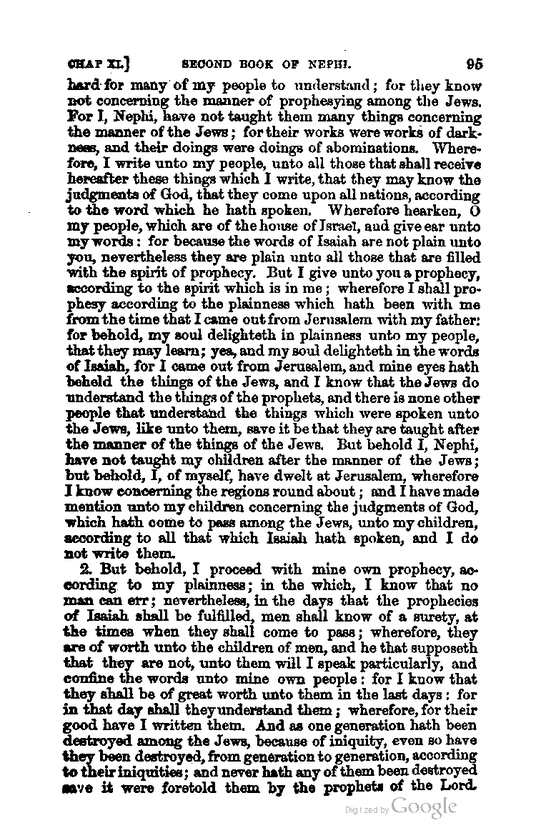 CHAP XI.] SECOND BOOK OF NEPHI. 95
hard for many of my people to understand; for they know
not concerning the manner of prophesying among the Jews.
For I, Nephi, have not taught them many things concerning
the manner of the Jews; for their works were works of dark-
ness, and their doings were doings of abominations. Where-
fore, I write unto my people, unto all those that shall receive
hereafter these things which I write, that they may know the
judgments of God, that they come upon all nations, according
to the word which he hath spoken. Wherefore hearken, O
my people, which are of the house of Israel, and give ear unto
my words: for because the words of Isaiah are not plain unto
you, nevertheless they are plain unto all those that are filled
with the spirit of prophecy. But I give unto you a prophecy,
according to the spirit which is in me; wherefore I shall pro-
phesy according to the plainness which hath been with me
from the time that I came out from Jerusalem with my father:
for behold, my soul delighteth in plainness unto my people,
that they may learn; yea, and my soul delighteth in the words
of Isaiah, for I came out from Jerusalem, and mine eyes hath
beheld the things of the Jews, and I know that the Jews do
understand the things of the prophets, and there is none other
people that understand the things which were spoken unto
the Jews, like unto them, save it be that they are taught after
the manner of the things of the Jews. But behold I, Nephi,
have not taught my children after the manner of the Jews;
but behold, I, of myself, have dwelt at Jerusalem, wherefore
I know concerning the regions round about; and I have made
mention unto my children concerning the judgments of God,
which hath come to pass among the Jews, unto my children,
according to all that which Isaiah hath spoken, and I do
not write them.
2. But behold, I proceed with mine own prophecy, ac-
cording to my plainness; in the which, I know that no
man can err; nevertheless, in the days that the prophecies
of Isaiah shall be fulfilled, men shall know of a surety, at
the times when they shall come to pass; wherefore, they
are of worth unto the children of men, and he that supposeth
that they are not, unto them will I speak particularly, and
confine the words unto mine own people: for I know that
they shall be of great worth unto them in the last days: for
in that day shall they understand them; wherefore, for their
good have I written them. And as one generation hath been
destroyed among the Jews, because of iniquity, even so have
they been destroyed, from generation to generation, according
to their iniquities; and never hath any of them been destroyed
save it were foretold them by the prophets of the Lord.
Digitized by Google